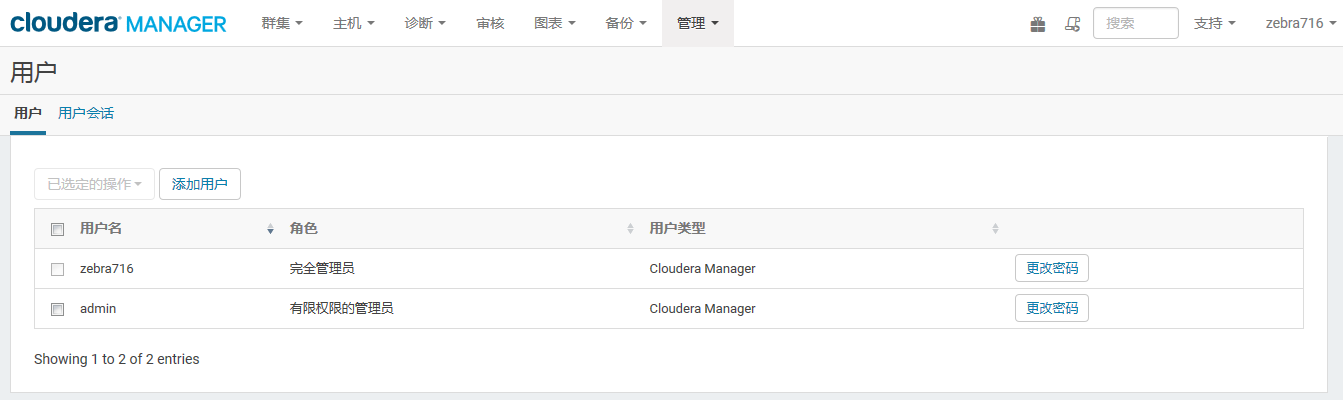 cloudera MANAGER 群集 主机 诊断 审核 图表 备份 管理 搜索 支持 zebra716
用户
用户 用户会话
已选定的操作 添加用户
用户名 角色 用户类型
zebra716 完全管理员 Cloudera Manager 更改密码
admin 有限权限的管理员 Cloudera Manager 更改密码
Showing 1 to 2 of 2 entries